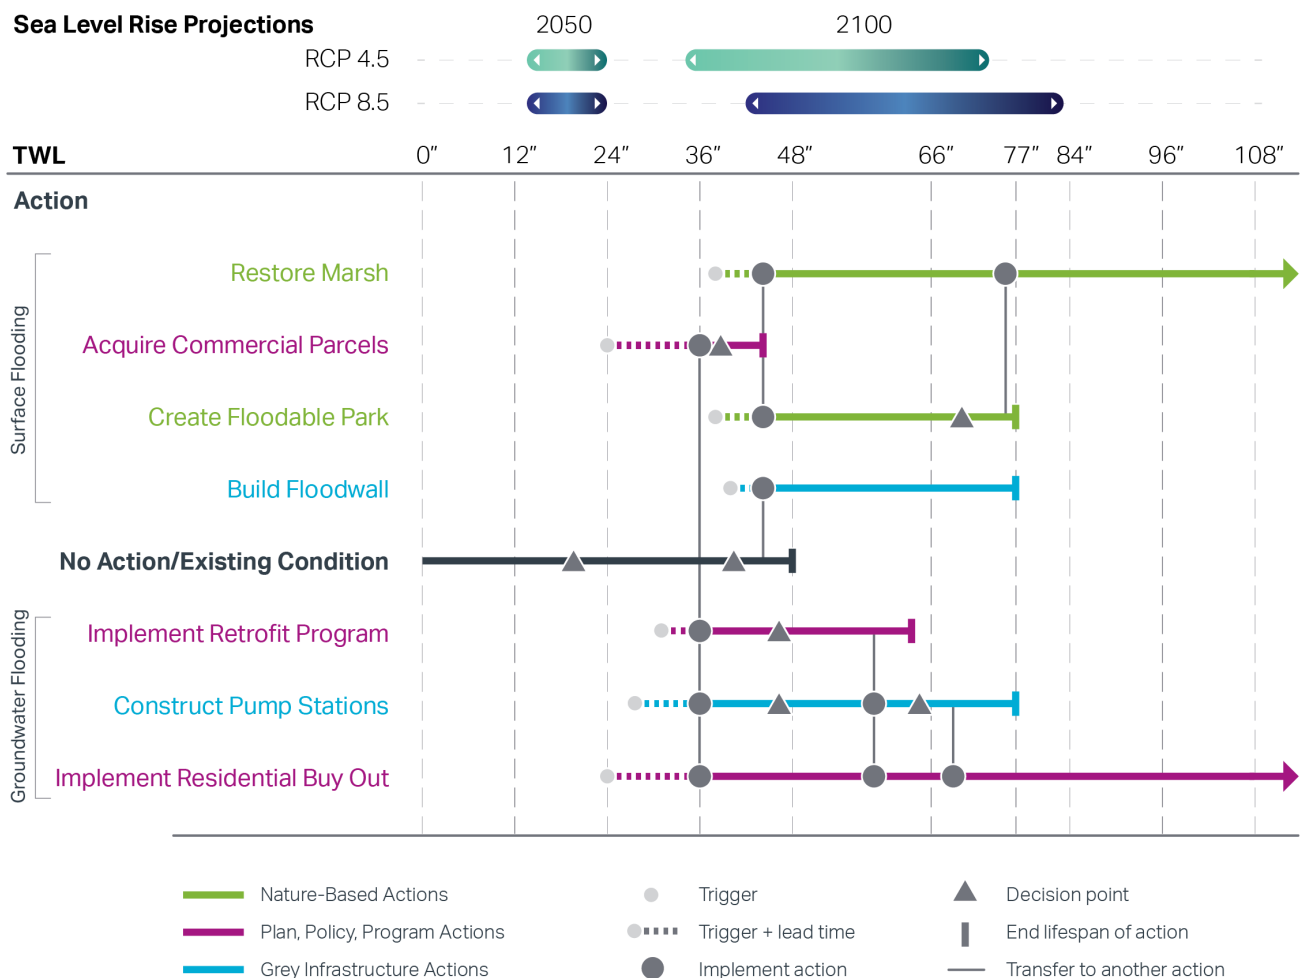 Sea Level Rise Projections
2050
2100
RCP 4.5
RCP 8.5
TWL
0” 12” 24” 36” 48” 66” 77” 84” 96” 108”
Action
Surface Flooding
Restore Marsh
Acquire Commercial Parcels
Create Floodable Park
Build Floodwall
No Action/Existing Condition
Groundwater Flooding
Implement Retrofit Program
Construct Pump Stations
Implement Residential Buy Out
Nature-Based Actions
Trigger
Decision point
Plan, Policy, Program Actions
Trigger + lead time
End lifespan of action
Grey Infrastructure Actions
Implement action
Transfer to another action